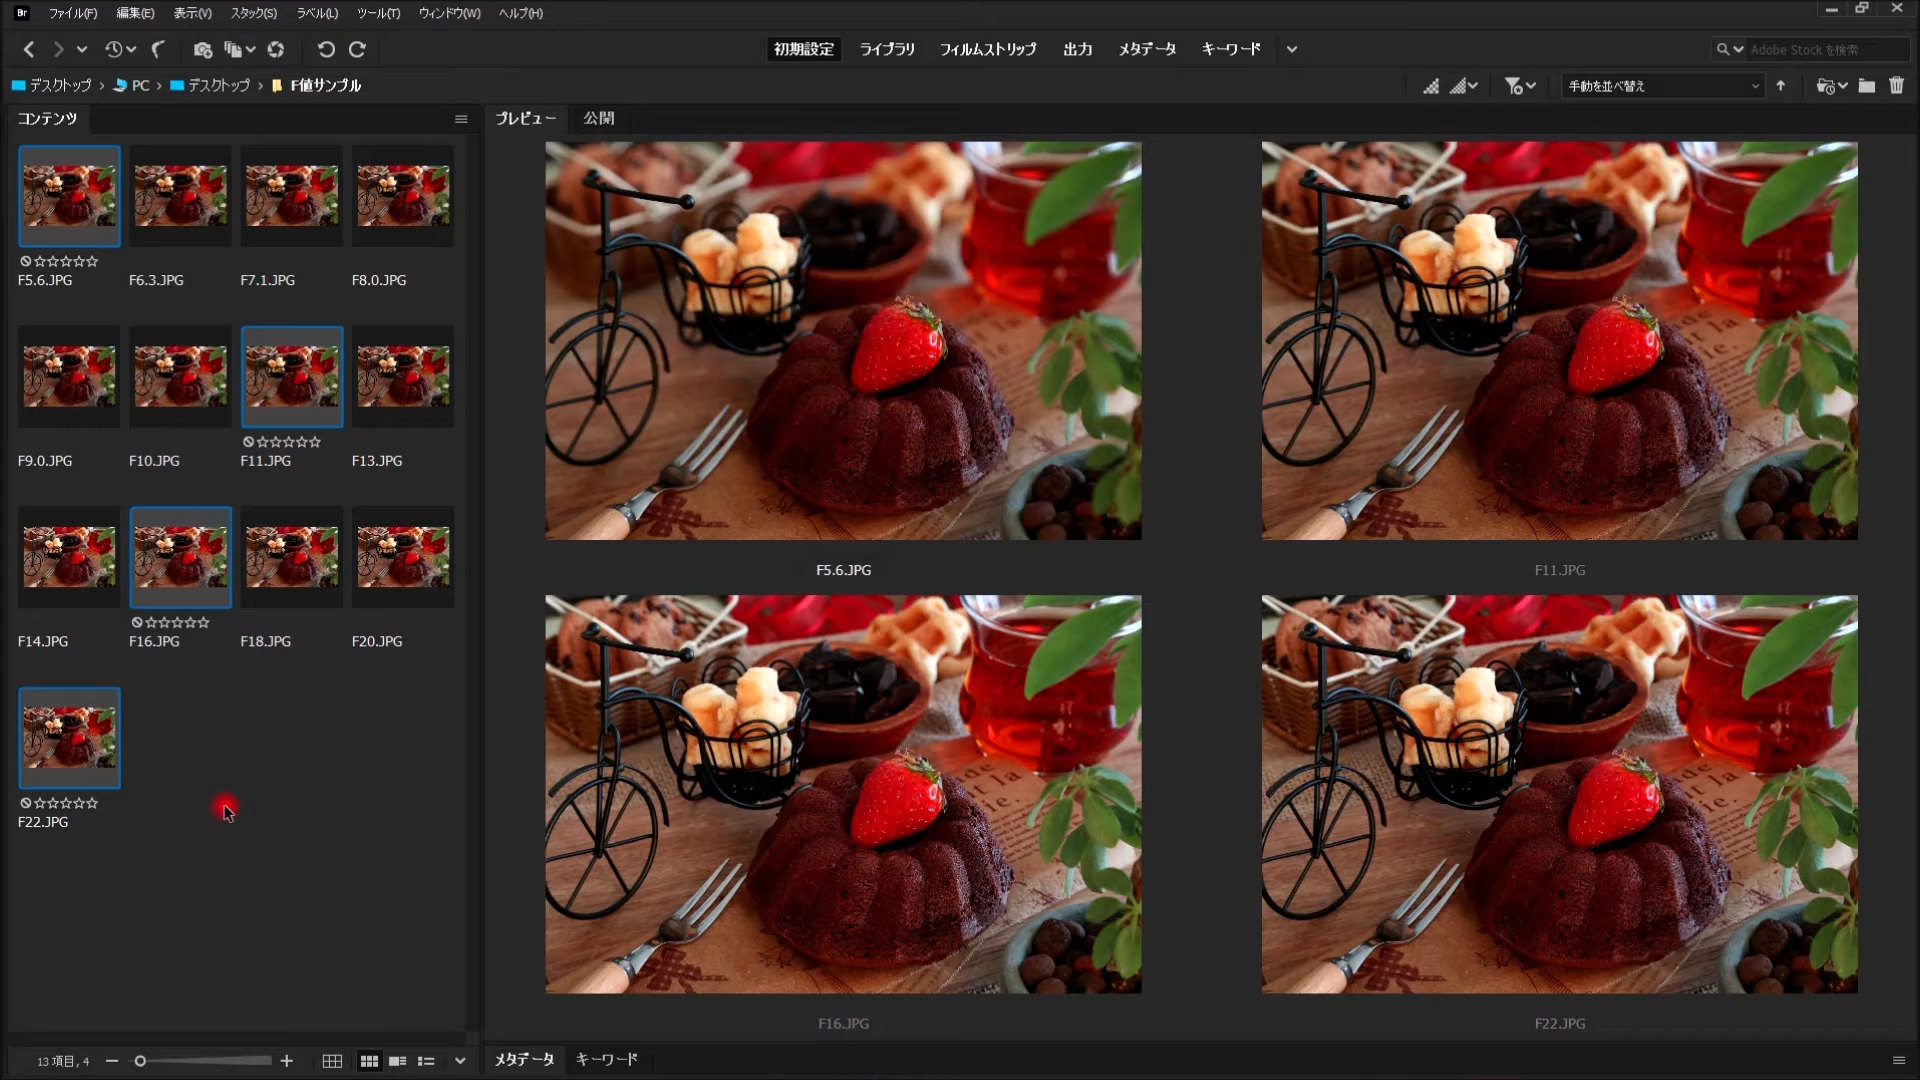 Br ファイル(F) 編集(E) 表示(V) スタック(S) ラベル(L) ツール(T) ウィンドウ(W) ヘルプ(H)
初期設定 ライブラリ フィルムストリップ 出力 メタデータ キーワード
Adobe Stock を検索
デスクトップ PC デスクトップ F値サンプル
手動を並べ替え
コンテンツ
プレビュー 公開
F5.6.JPG F6.3.JPG F7.1.JPG F8.0.JPG
F9.0.JPG F10.JPG F11.JPG F13.JPG
F14.JPG F16.JPG F18.JPG F20.JPG
F22.JPG
F5.6.JPG F11.JPG
F16.JPG F22.JPG
13 項目, 4
メタデータ キーワード